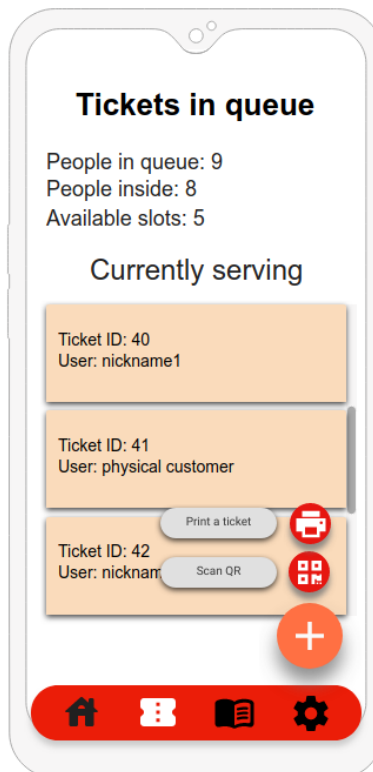 Tickets in queue
People in queue: 9
People inside: 8
Available slots: 5
Currently serving
Ticket ID: 40
User: nickname1
Ticket ID: 41
User: physical customer
Print a ticket
Ticket ID: 42
User: nicknam
Scan QR